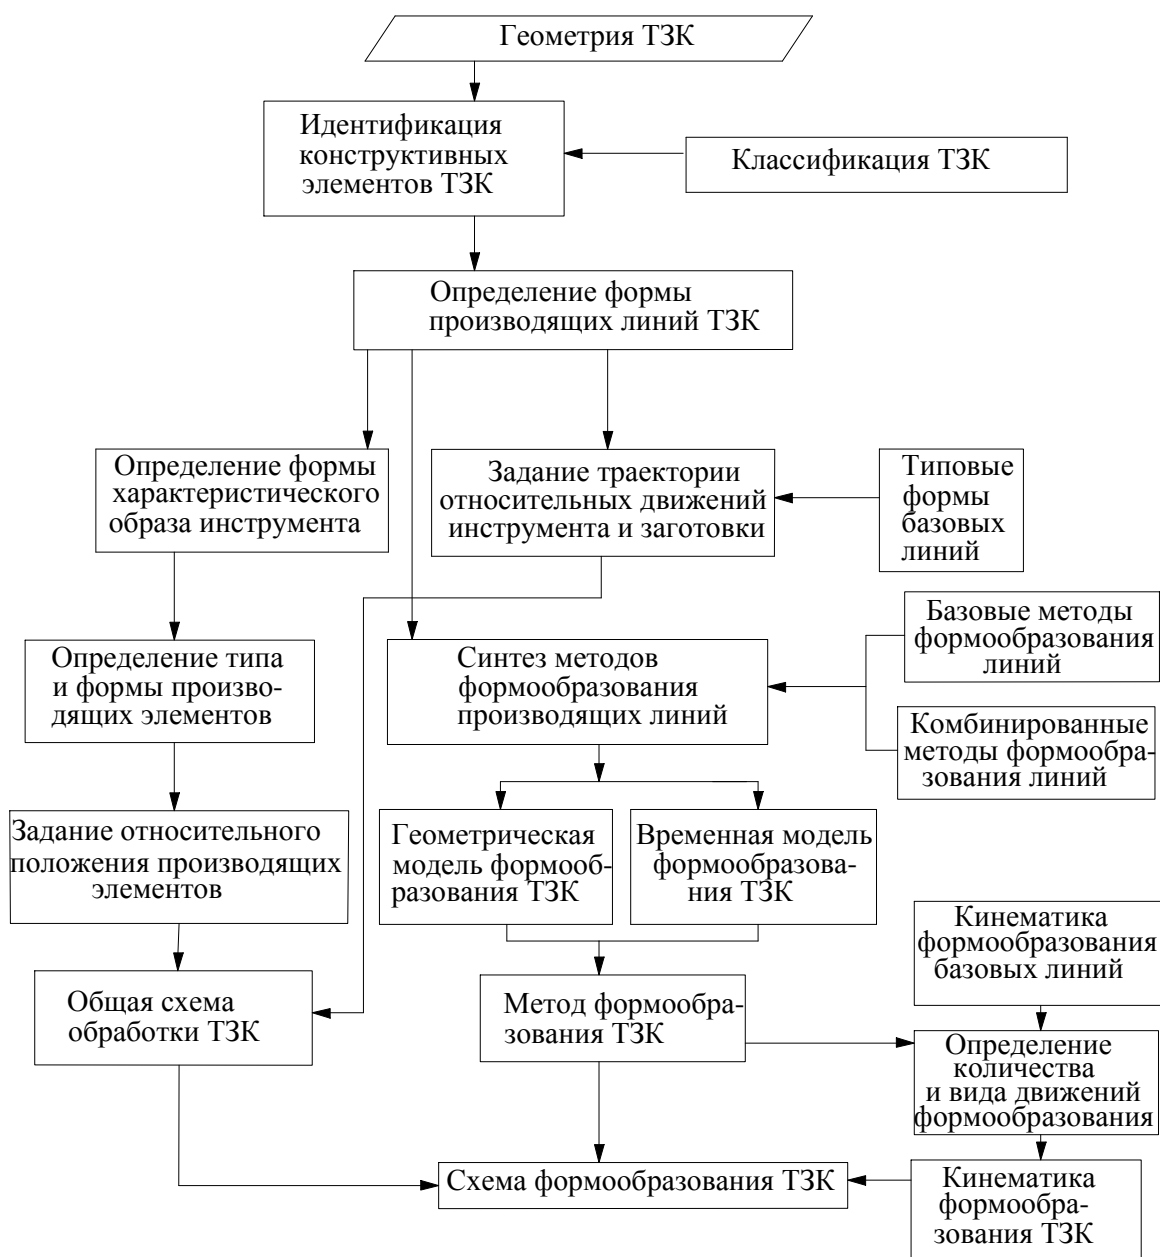 Геометрия ТЗК
Идентификация
конструктивных
элементов ТЗК
Классификация ТЗК
Определение формы
производящих линий ТЗК
Определение формы
характеристического
образа инструмента
Задание траектории
относительных движений
инструмента и заготовки
Типовые
формы
базовых
линий
Базовые методы
формообразования
линий
Определение типа
и формы произво-
дящих элементов
Синтез методов
формообразования
производящих линий
Комбинированные
методы формообра-
зования линий
Задание относительного
положения производящих
элементов
Геометрическая
модель формооб-
разования ТЗК
Временная модель
формообразова-
ния ТЗК
Кинематика
формообразования
базовых линий
Общая схема
обработки ТЗК
Метод формообра-
зования ТЗК
Определение
количества
и вида движений
формообразования
Схема формообразования ТЗК
Кинематика
формообра-
зования ТЗК